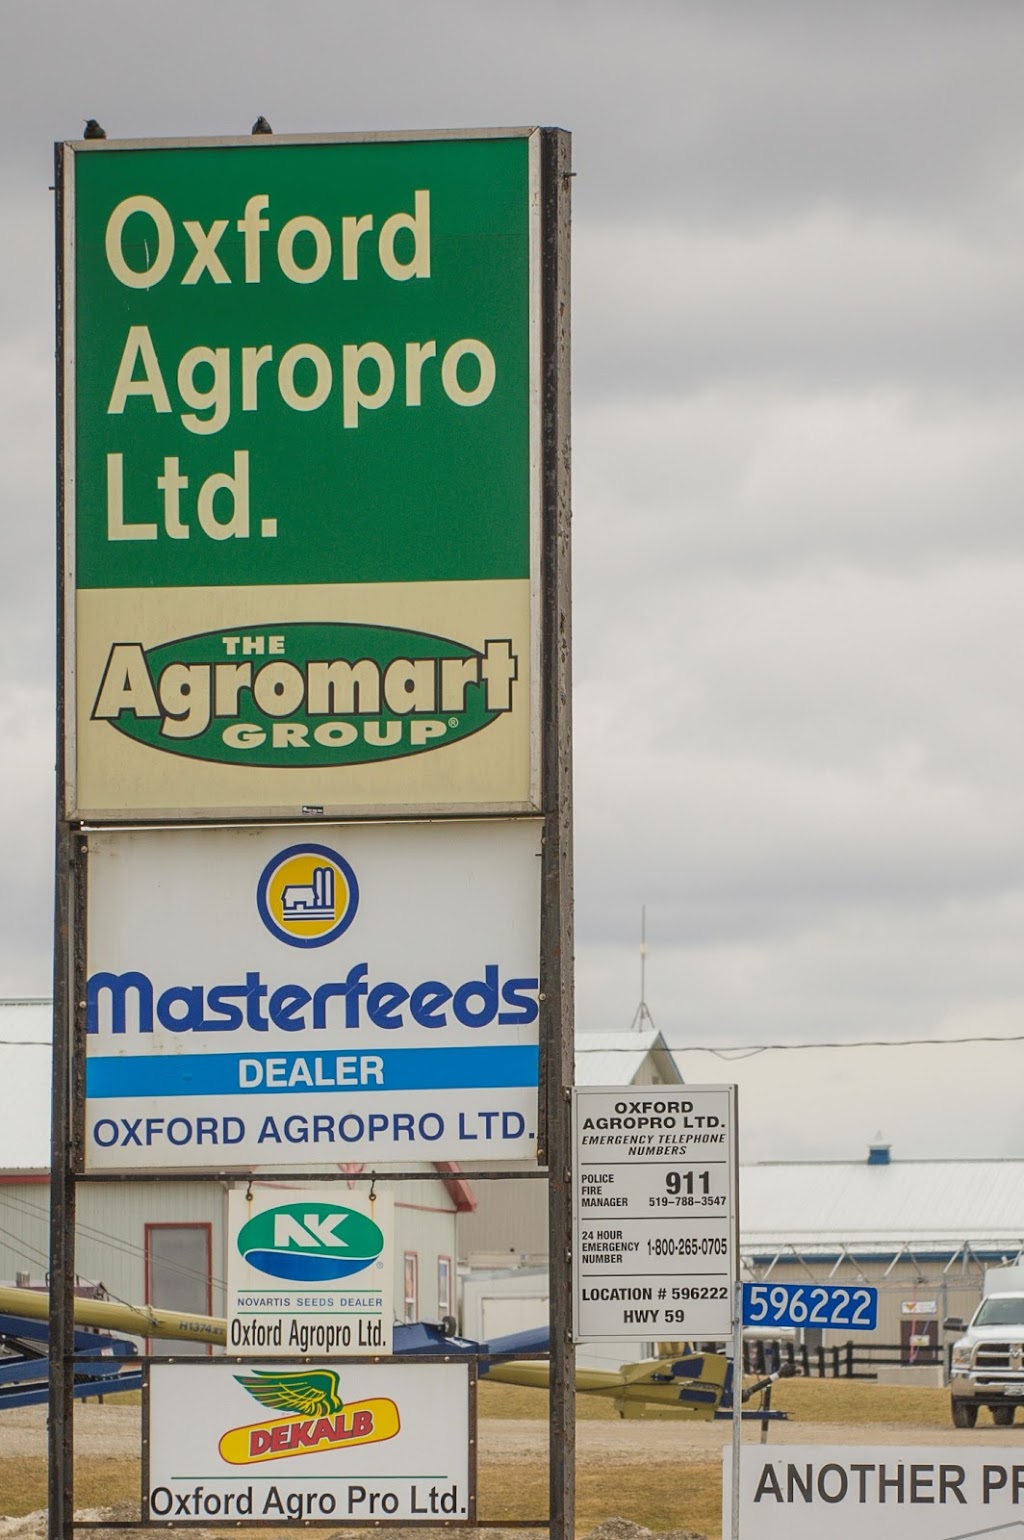 Oxford
Agropro
Ltd.
THE
Agromart
GROUP®
Masterfeeds
DEALER
OXFORD AGROPRO LTD.
NK
®
NOVARTIS SEEDS DEALER
Oxford Agropro Ltd.
DEKALB
Oxford Agro Pro Ltd.
OXFORD
AGROPRO LTD.
EMERGENCY TELEPHONE
NUMBERS
POLICE
FIRE 911
MANAGER 519-788-3547
24 HOUR
EMERGENCY 1-800-265-0705
NUMBER
LOCATION # 596222
HWY 59
596222
ANOTHER PR